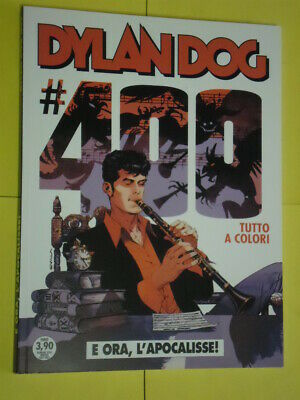 DYLAN DOG
#400
TUTTO
A COLORI
3,90
E ORA, L'APOCALISSE!